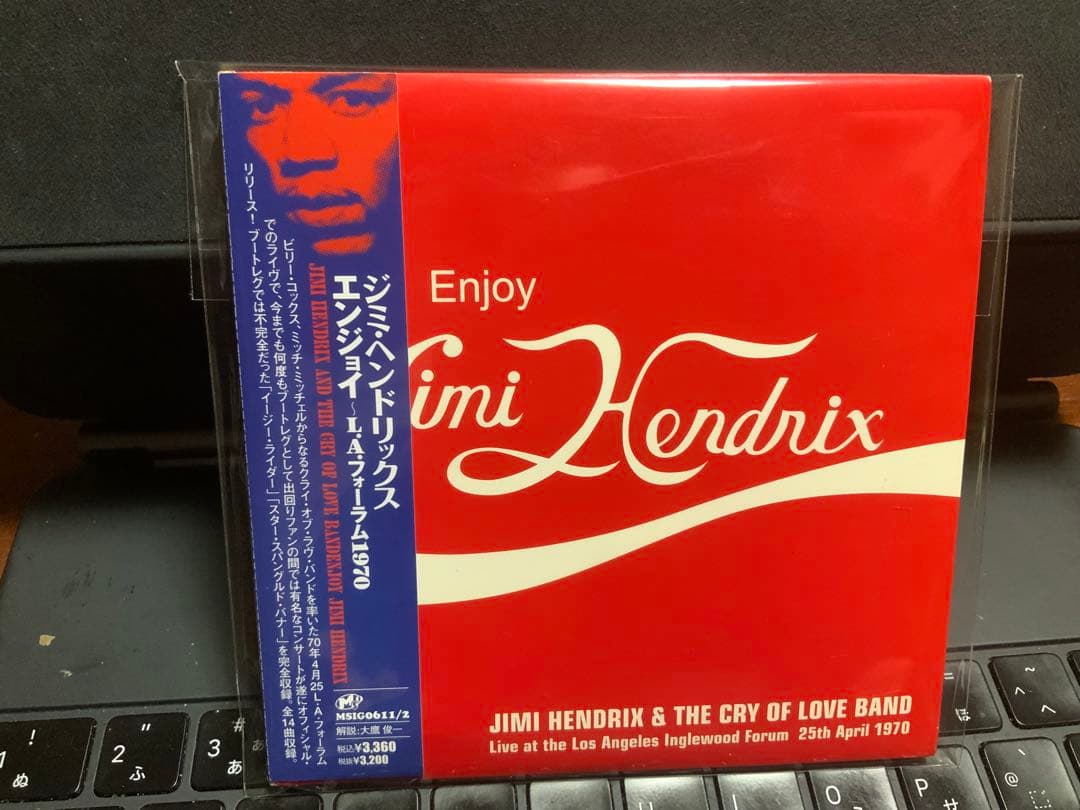 ジミ・ヘンドリックス
エンジョイ~L.A.フォーラム1970
JIMI HENDRIX AND THE CRY OF LOVE BANDENJOY JIMI HENDRIX
ビリー・コックス、ミッチ・ミッチェルからなるクライ・オブ・ラヴ・バンドを率いた70年4月25L.A.フォーラム
でのライヴで、今までも何度もブートレグとして出回りファンの間では有名なコンサートが遂にオフィシャル・
リリース!ブートレグでは不完全だった「イージー・ライダー」「スター・スパングルド・バナー」を完全収録。全14曲収録。
MSIG0611/2
解説:大鷹 俊一
税込¥3,360
税抜¥3,200
Enjoy
Jimi Hendrix
JIMI HENDRIX & THE CRY OF LOVE BAND
Live at the Los Angeles Inglewood Forum 25th April 1970
! 1 ぬ
" 2 ふ
# 3 あ
O
P
@